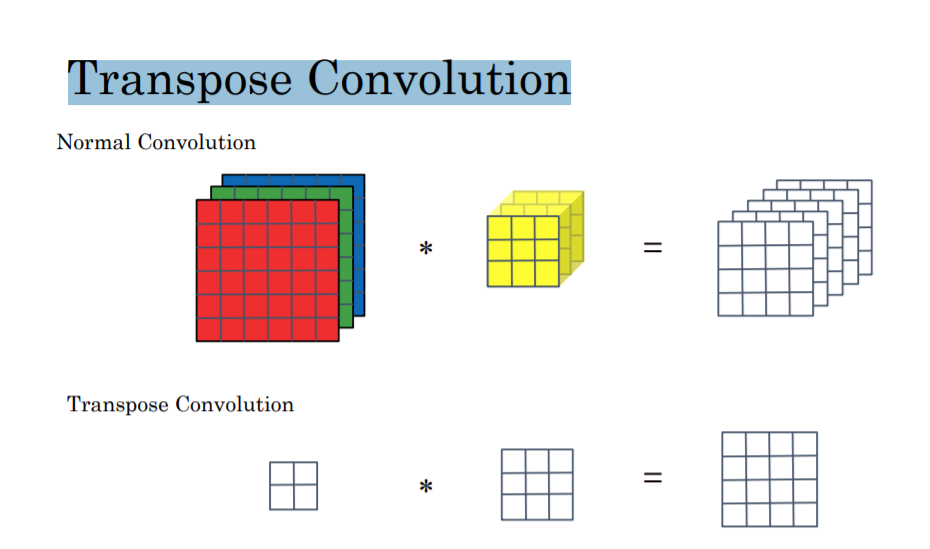 Transpose Convolution
Normal Convolution
* =
Transpose Convolution
* =